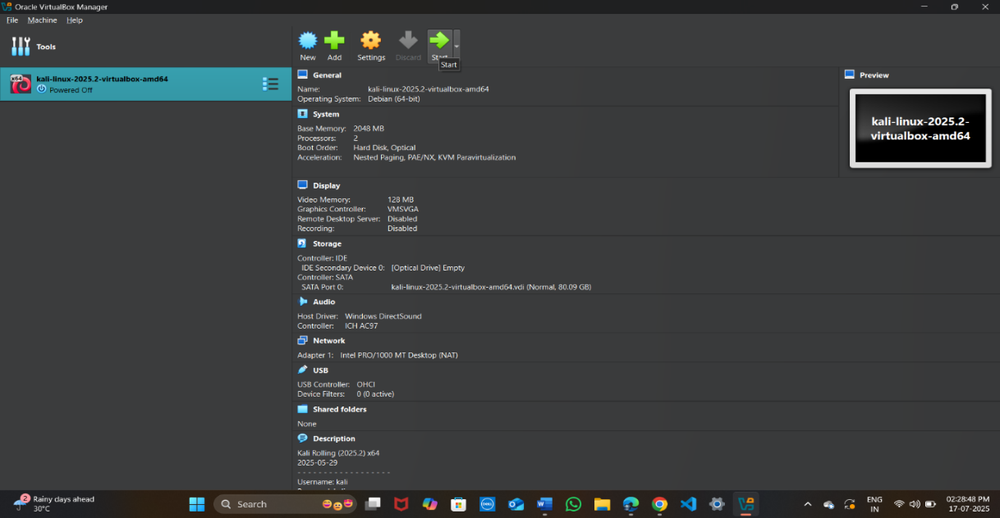 Oracle VirtualBox Manager
File Machine Help
Tools
New Add Settings Discard Start
Start
x64
kali-linux-2025.2-virtualbox-amd64
Powered Off
General
Name: kali-linux-2025.2-virtualbox-amd64
Operating System: Debian (64-bit)
System
Base Memory: 2048 MB
Processors: 2
Boot Order: Hard Disk, Optical
Acceleration: Nested Paging, PAE/NX, KVM Paravirtualization
Display
Video Memory: 128 MB
Graphics Controller: VMSVGA
Remote Desktop Server: Disabled
Recording: Disabled
Storage
Controller: IDE
IDE Secondary Device 0: [Optical Drive] Empty
Controller: SATA
SATA Port 0: kali-linux-2025.2-virtualbox-amd64.vdi (Normal, 80.09 GB)
Audio
Host Driver: Windows DirectSound
Controller: ICH AC97
Network
Adapter 1: Intel PRO/1000 MT Desktop (NAT)
USB
USB Controller: OHCI
Device Filters: 0 (0 active)
Shared folders
None
Description
Kali Rolling (2025.2) x64
2025-05-29
- - - - - - - - - - - - - - - - - -
Username: kali
Preview
kali-linux-2025.2-
virtualbox-amd64
2
Rainy days ahead
30°C
Search
DELL
ENG
IN
02:28:48 PM
17-07-2025